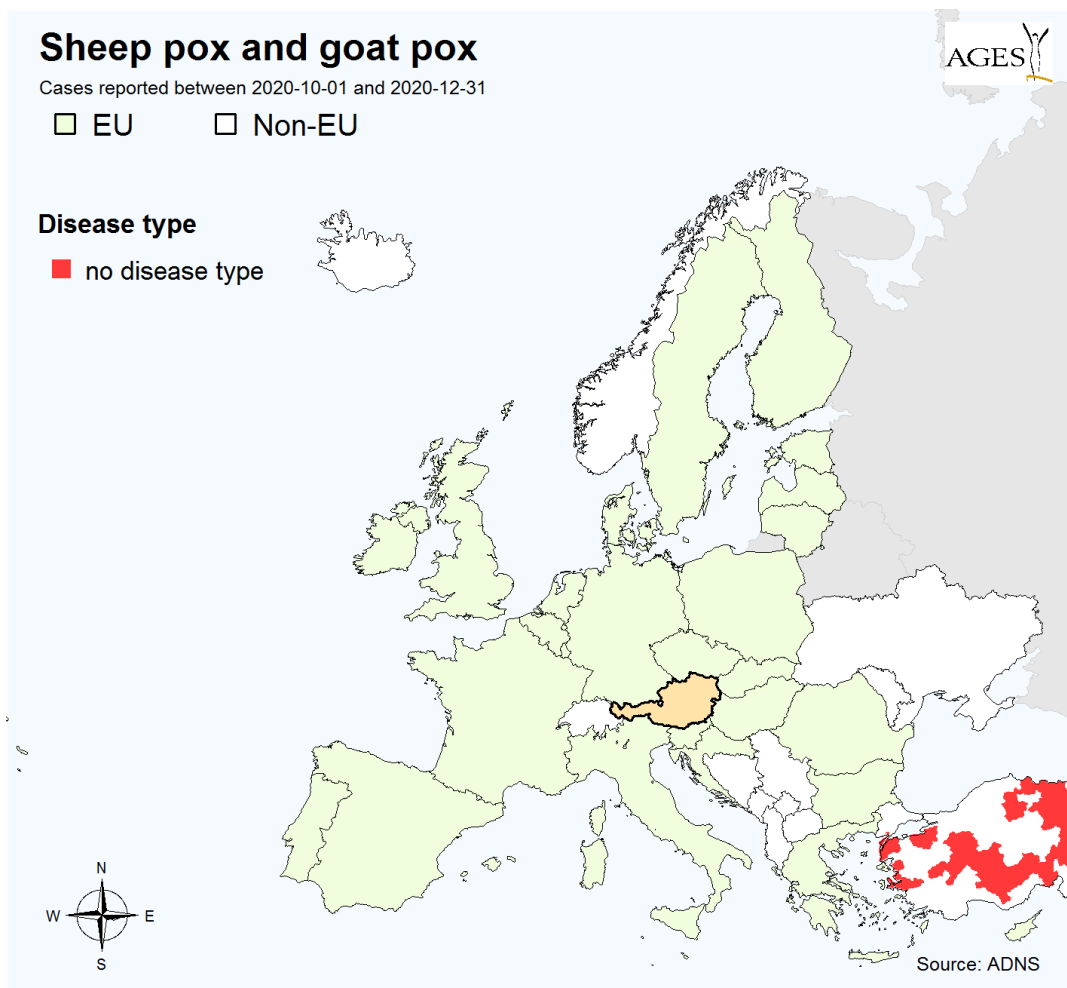 Sheep pox and goat pox
Cases reported between 2020-10-01 and 2020-12-31
EU Non-EU
AGES
Disease type
no disease type
N
W E
S
Source: ADNS